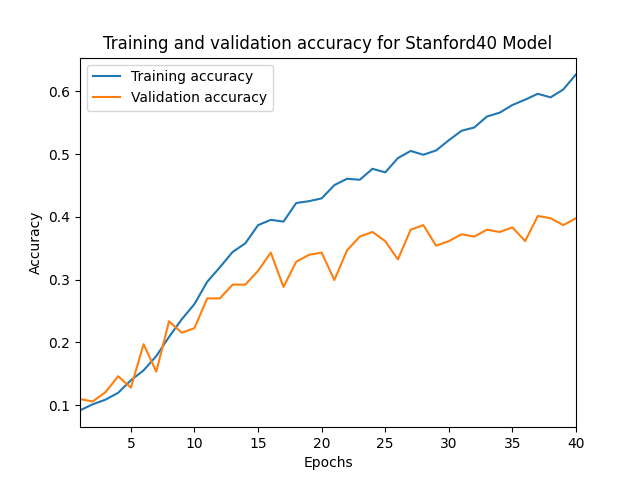 Training and validation accuracy for Stanford40 Model
Training accuracy
Validation accuracy
Accuracy
0.6
0.5
0.4
0.3
0.2
0.1
5 10 15 20 25 30 35 40
Epochs